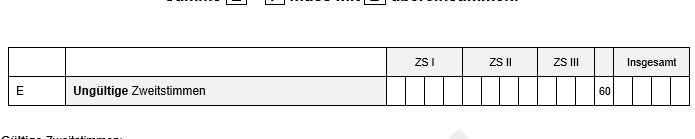 ZS I ZS II ZS III Insgesamt
E Ungültige Zweitstimmen 60